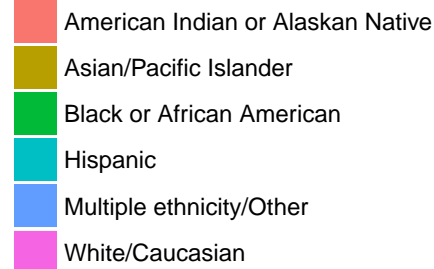 American Indian or Alaskan Native
Asian/Pacific Islander
Black or African American
Hispanic
Multiple ethnicity/Other
White/Caucasian